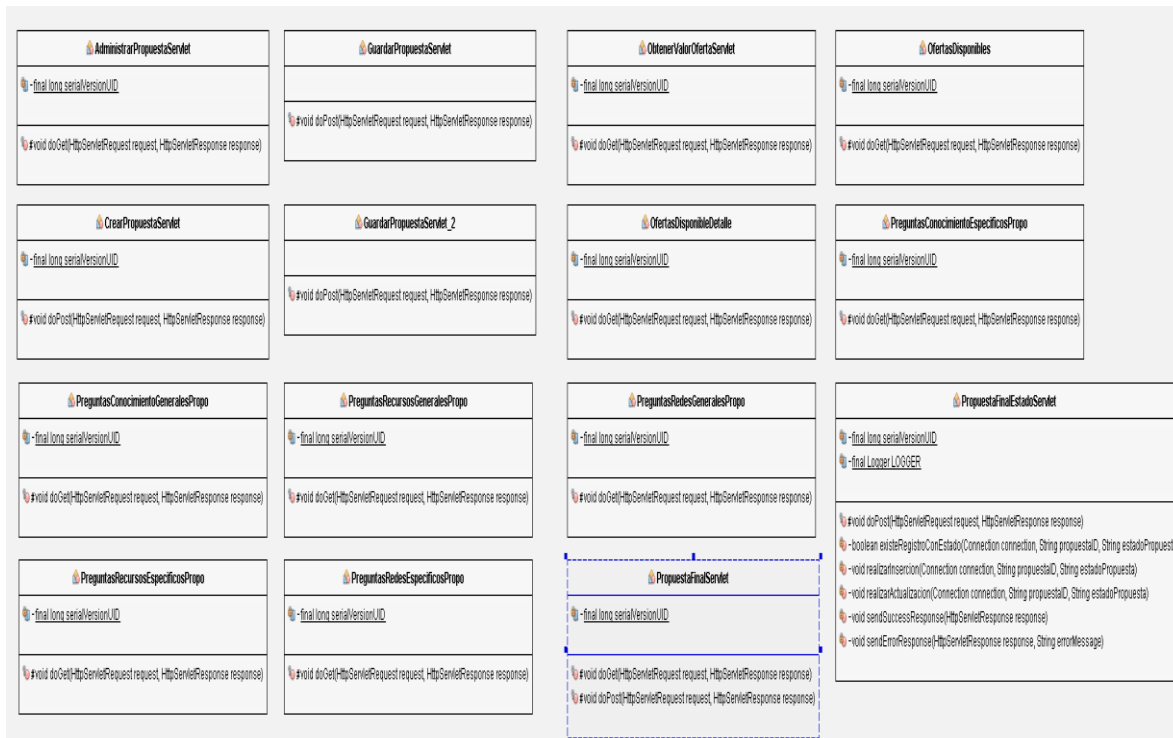 AdministrarPropuestaServlet
-final long serialVersionUID
#void doGet(HttpServletRequest request, HttpServletResponse response)
GuardarPropuestaServlet
#void doPost(HttpServletRequest request, HttpServletResponse response)
ObtenerValorOfertaServlet
-final long serialVersionUID
#void doGet(HttpServletRequest request, HttpServletResponse response)
OfertasDisponibles
-final long serialVersionUID
#void doGet(HttpServletRequest request, HttpServletResponse response)
CrearPropuestaServlet
-final long serialVersionUID
#void doPost(HttpServletRequest request, HttpServletResponse response)
GuardarPropuestaServlet_2
#void doPost(HttpServletRequest request, HttpServletResponse response)
OfertasDisponibleDetalle
-final long serialVersionUID
#void doGet(HttpServletRequest request, HttpServletResponse response)
PreguntasConocimientoEspecificosPropo
-final long serialVersionUID
#void doGet(HttpServletRequest request, HttpServletResponse response)
PreguntasConocimientoGeneralesPropo
-final long serialVersionUID
#void doGet(HttpServletRequest request, HttpServletResponse response)
PreguntasRecursosGeneralesPropo
-final long serialVersionUID
#void doGet(HttpServletRequest request, HttpServletResponse response)
PreguntasRedesGeneralesPropo
-final long serialVersionUID
#void doGet(HttpServletRequest request, HttpServletResponse response)
PropuestaFinalEstadoServlet
-final long serialVersionUID
-final Logger LOGGER
#void doPost(HttpServletRequest request, HttpServletResponse response)
-boolean existeRegistroConEstado(Connection connection, String propuestaID, String estadoPropuest
-void realizarInsercion(Connection connection, String propuestaID, String estadoPropuesta)
-void realizarActualizacion(Connection connection, String propuestaID, String estadoPropuesta)
-void sendSuccessResponse(HttpServletResponse response)
-void sendErrorResponse(HttpServletResponse response, String errorMessage)
PreguntasRecursosEspecificosPropo
-final long serialVersionUID
#void doGet(HttpServletRequest request, HttpServletResponse response)
PreguntasRedesEspecificosPropo
-final long serialVersionUID
#void doGet(HttpServletRequest request, HttpServletResponse response)
PropuestaFinalServlet
-final long serialVersionUID
#void doGet(HttpServletRequest request, HttpServletResponse response)
#void doPost(HttpServletRequest request, HttpServletResponse response)